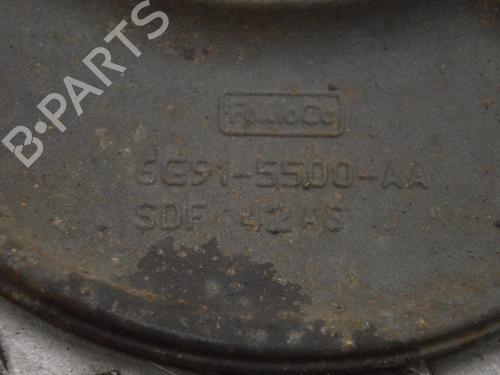 B-PARTS
FoMoCo
6G91-5500-AA
SDF 42AS